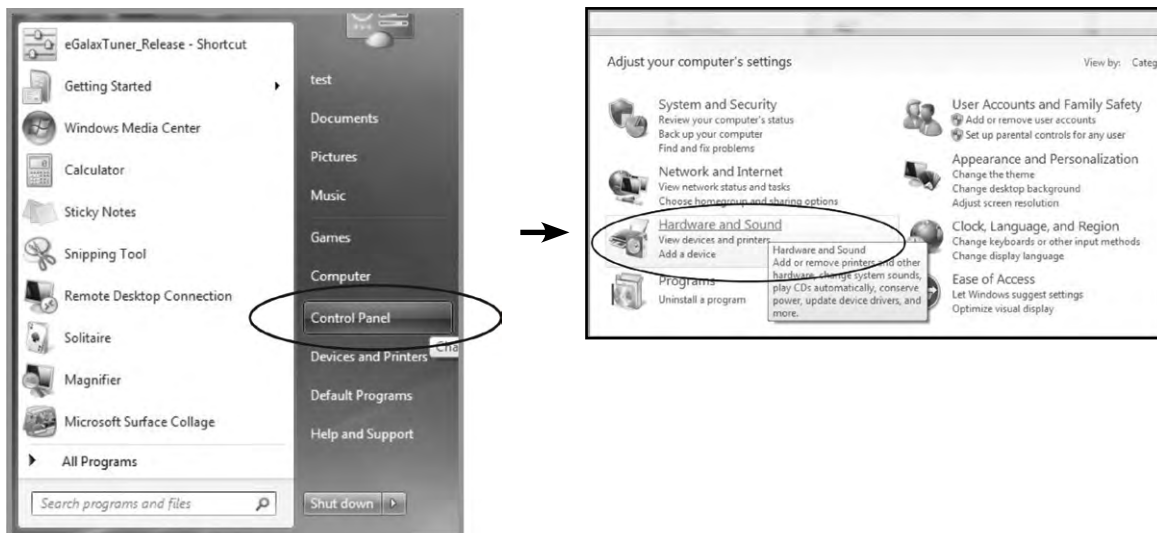 eGalaxTuner_Release - Shortcut
Getting Started
Windows Media Center
Calculator
Sticky Notes
Snipping Tool
Remote Desktop Connection
Solitaire
Magnifier
Microsoft Surface Collage
All Programs
Search programs and files
test
Documents
Pictures
Music
Games
Computer
Control Panel
Devices and Printers
Cha
Default Programs
Help and Support
Shut down
Adjust your computer's settings
View by: Categ
System and Security
Review your computer's status
Back up your computer
Find and fix problems
Network and Internet
View network status and tasks
Choose homegroup and sharing options
Hardware and Sound
View devices and printers
Add a device
Hardware and Sound
Add or remove printers and other
hardware, change system sounds,
play CDs automatically, conserve
power, update device drivers, and
more.
Programs
Uninstall a program
User Accounts and Family Safety
Add or remove user accounts
Set up parental controls for any user
Appearance and Personalization
Change the theme
Change desktop background
Adjust screen resolution
Clock, Language, and Region
Change keyboards or other input methods
Change display language
Ease of Access
Let Windows suggest settings
Optimize visual display